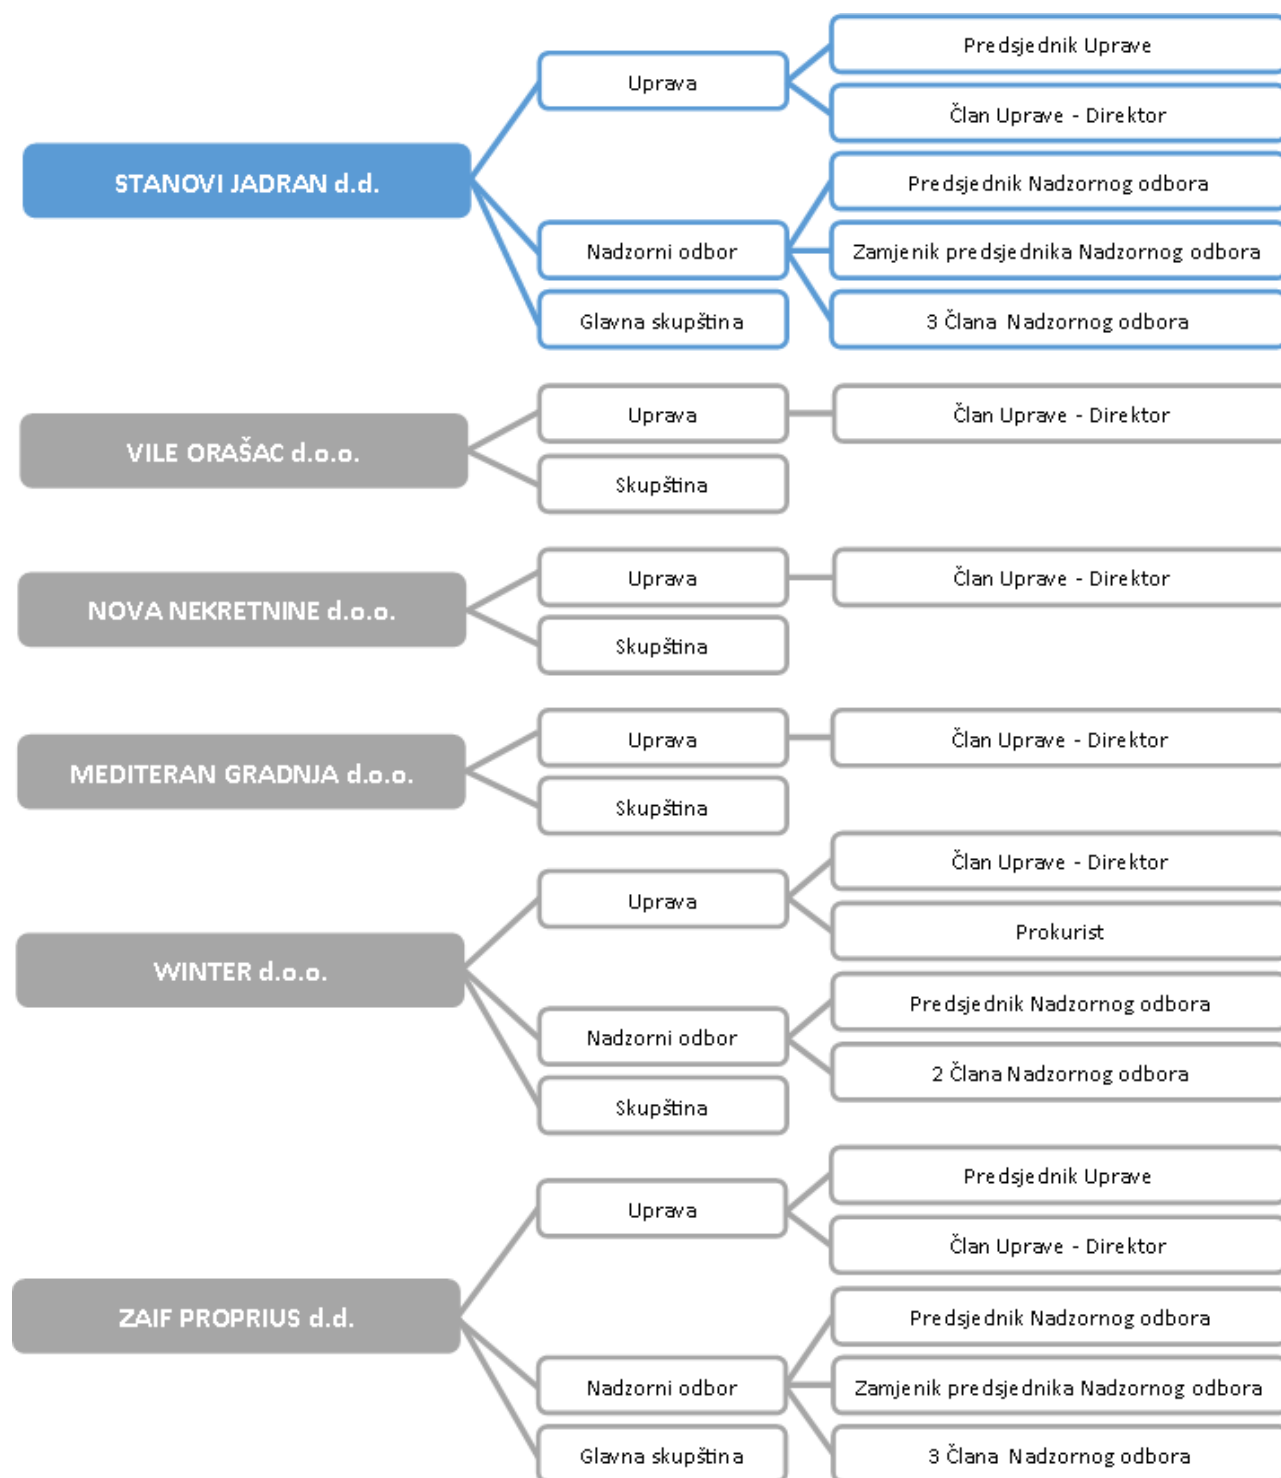 STANOVI JADRAN d.d.
Uprava
Predsjednik Uprave
Član Uprave - Direktor
Nadzorni odbor
Predsjednik Nadzornog odbora
Zamjenik predsjednika Nadzornog odbora
3 Člana  Nadzornog odbora
Glavna skupština
VILE ORAŠAC d.o.o.
Uprava
Član Uprave - Direktor
Skupština
NOVA NEKRETNINE d.o.o.
Uprava
Član Uprave - Direktor
Skupština
MEDITERAN GRADNJA d.o.o.
Uprava
Član Uprave - Direktor
Skupština
WINTER d.o.o.
Uprava
Član Uprave - Direktor
Prokurist
Nadzorni odbor
Predsjednik Nadzornog odbora
2 Člana Nadzornog odbora
Skupština
ZAIF PROPRIUS d.d.
Uprava
Predsjednik Uprave
Član Uprave - Direktor
Nadzorni odbor
Predsjednik Nadzornog odbora
Zamjenik predsjednika Nadzornog odbora
3 Člana  Nadzornog odbora
Glavna skupština